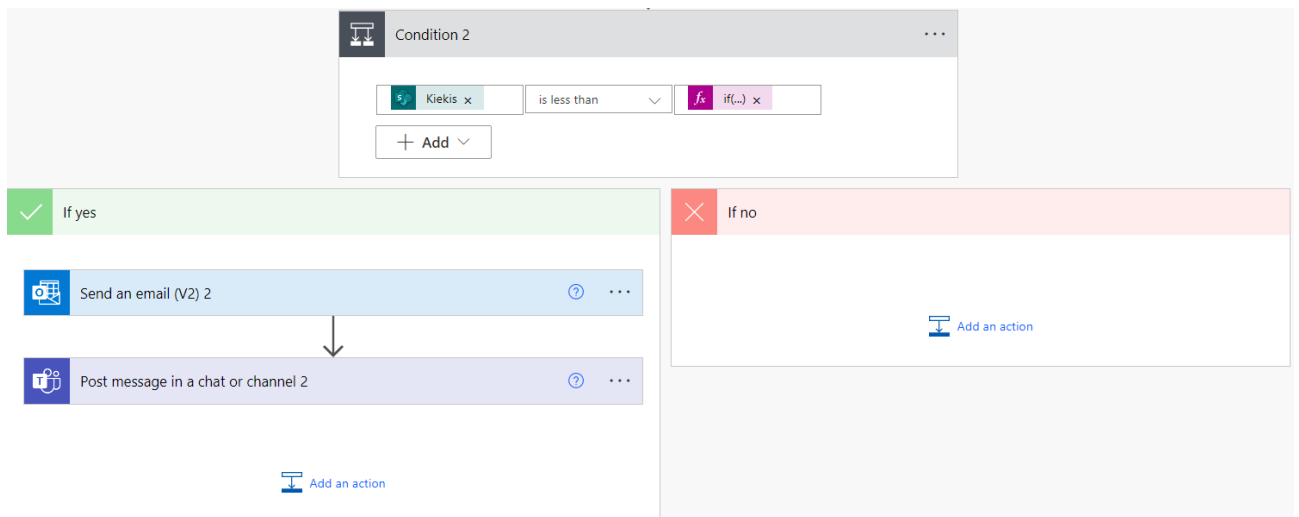 Condition 2
Kiekis × is less than fx if(...) ×
+ Add
If yes
If no
Send an email (V2) 2
Add an action
Post message in a chat or channel 2
Add an action